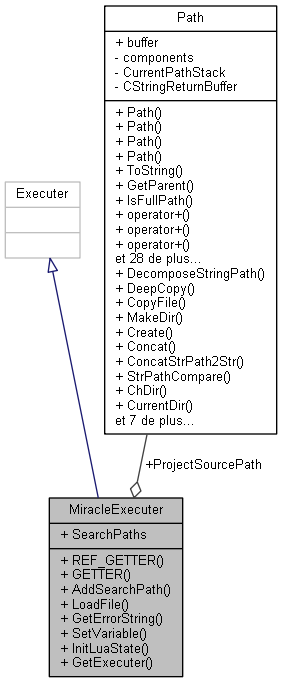 Path
+ buffer
- components
- CurrentPathStack
- CStringReturnBuffer
+ Path()
+ Path()
+ Path()
+ Path()
+ ToString()
+ GetParent()
+ IsFullPath()
+ operator+()
+ operator+()
+ operator+()
et 28 de plus...
+ DecomposeStringPath()
+ DeepCopy()
+ CopyFile()
+ MakeDir()
+ Create()
+ Concat()
+ ConcatStrPath2Str()
+ StrPathCompare()
+ ChDir()
+ CurrentDir()
et 7 de plus...
Executer
+ProjectSourcePath
MiracleExecuter
+ SearchPaths
+ REF_GETTER()
+ GETTER()
+ AddSearchPath()
+ LoadFile()
+ GetErrorString()
+ SetVariable()
+ InitLuaState()
+ GetExecuter()